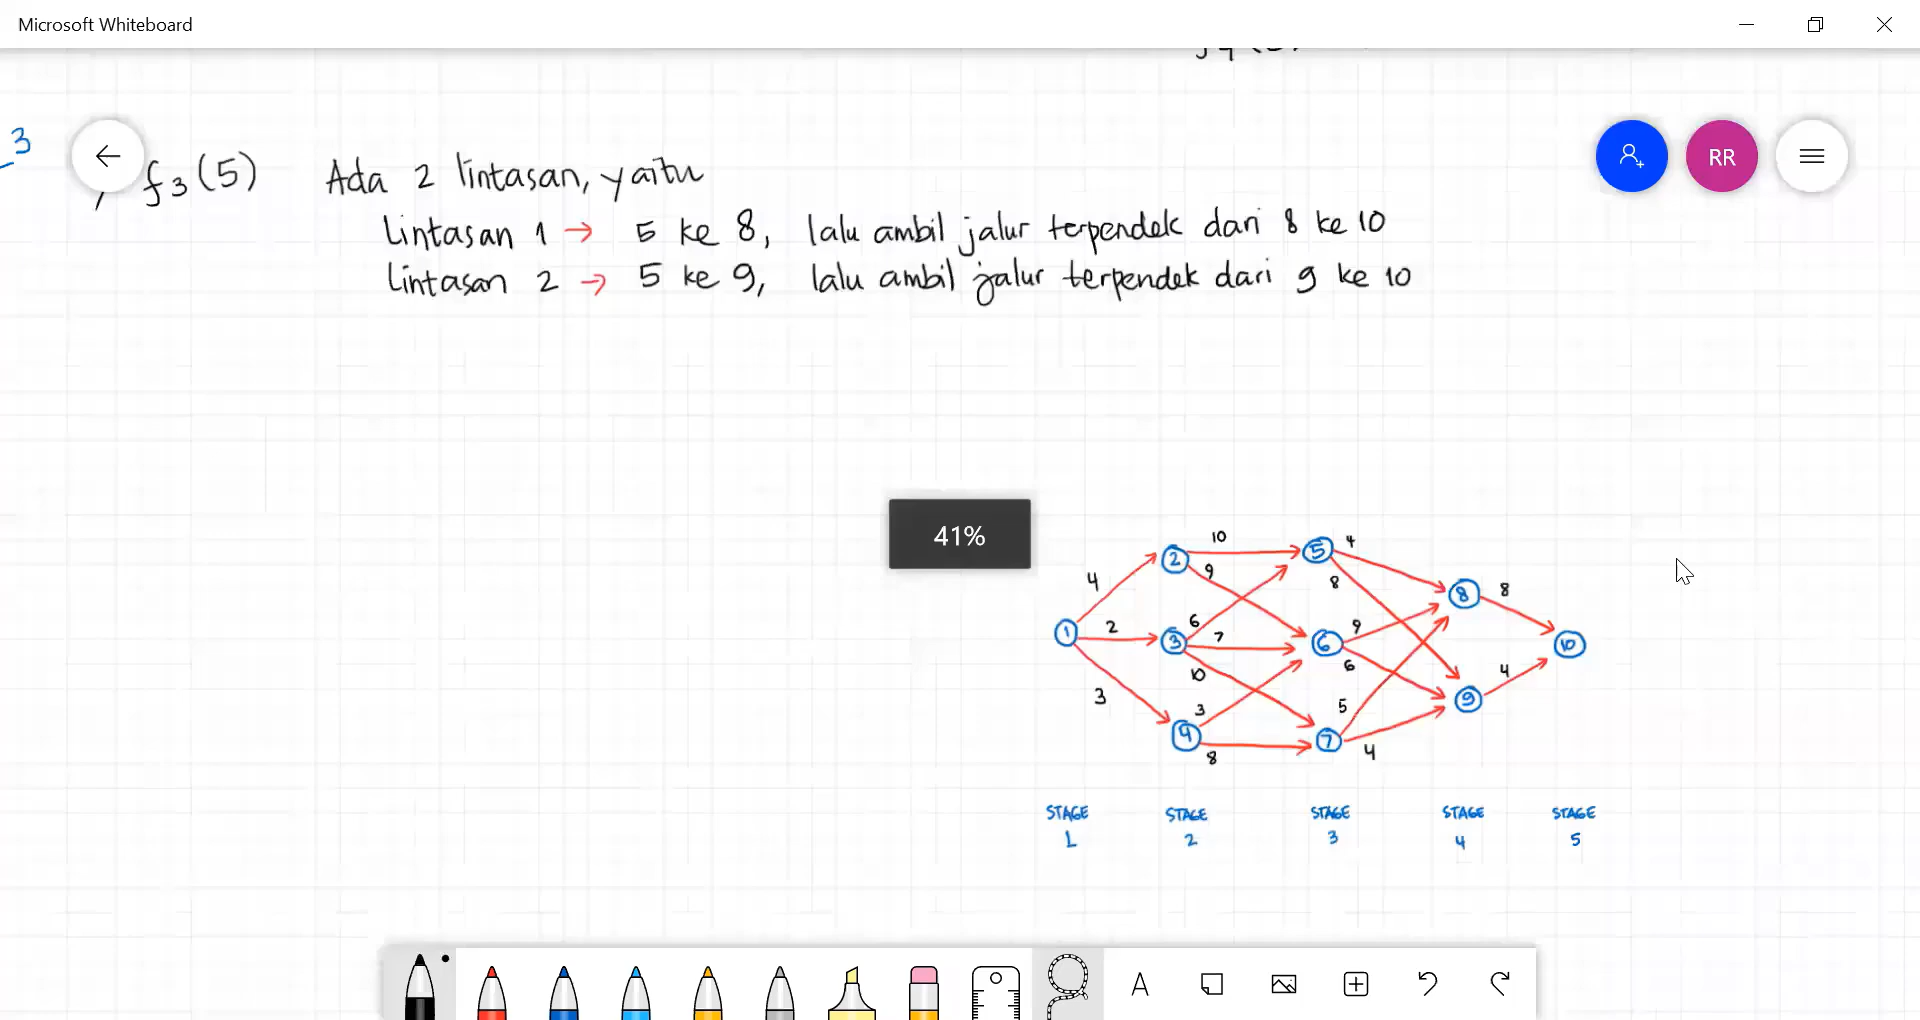 Microsoft Whiteboard
3
f3(5) Ada 2 lintasan, yaitu
Lintasan 1 → 5 ke 8, lalu ambil jalur terpendek dari 8 ke 10
Lintasan 2 → 5 ke 9, lalu ambil jalur terpendek dari 9 ke 10
RR
41%
10
2 5 4
4 9 8
8 8
1 2 3 6 7 6 9 10
10 6 4
3 3 5 9
4 7
8 4
STAGE STAGE STAGE STAGE STAGE
1 2 3 4 5
A